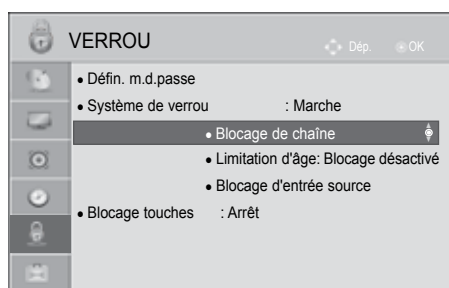 VERROU
Dép. OK
• Défin. m.d.passe
• Système de verrou : Marche
• Blocage de chaîne
• Limitation d'âge: Blocage désactivé
• Blocage d'entrée source
• Blocage touches : Arrêt